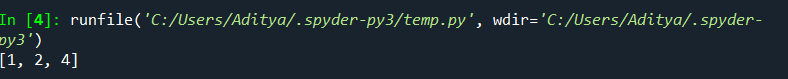 In [4]: runfile('C:/Users/Aditya/.spyder-py3/temp.py', wdir='C:/Users/Aditya/.spyder-
py3')
[1, 2, 4]